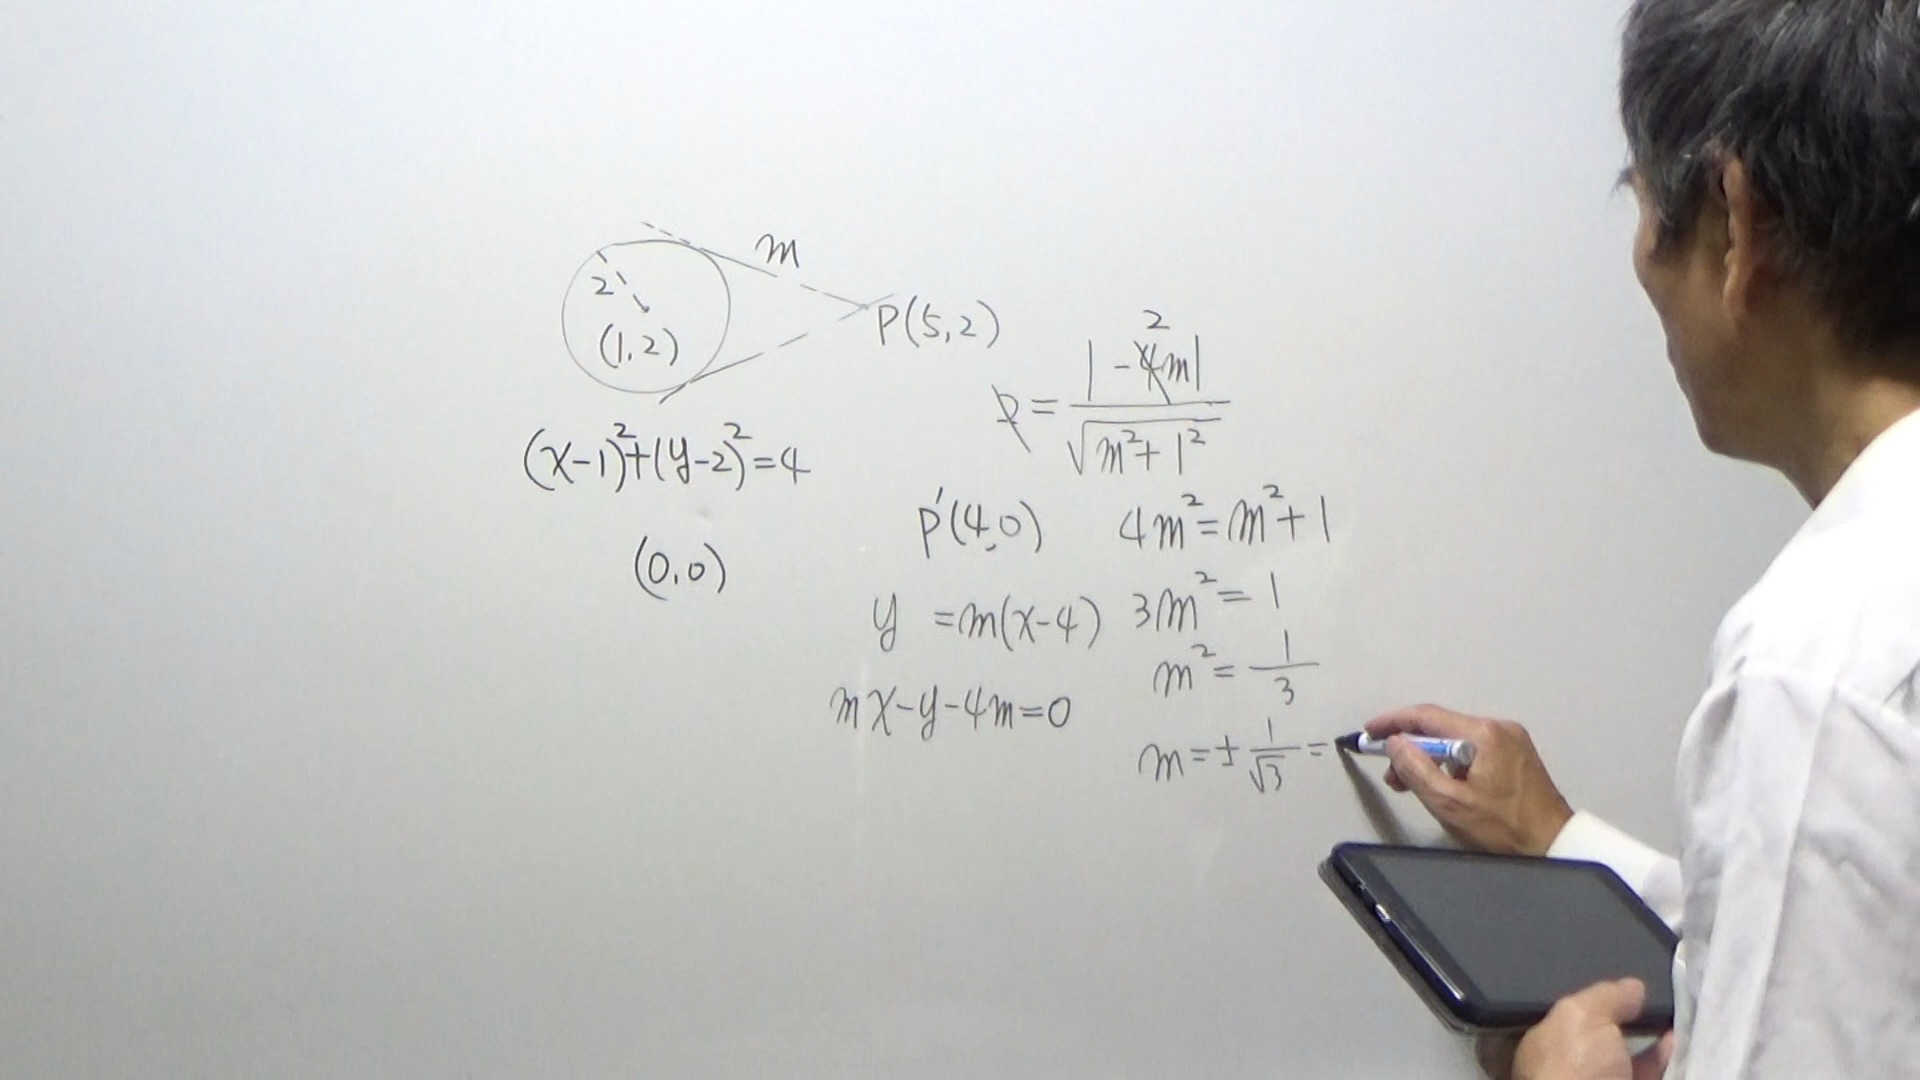 m
2
(1,2)
P(5,2)
(x-1)²+(y-2)²=4
(0,0)
2
2 = |-4m| / √(m²+1²)
P'(4,0)
y = m(x-4)
mx-y-4m=0
4m²=m²+1
3m²=1
m²=1/3
m=±1/√3=